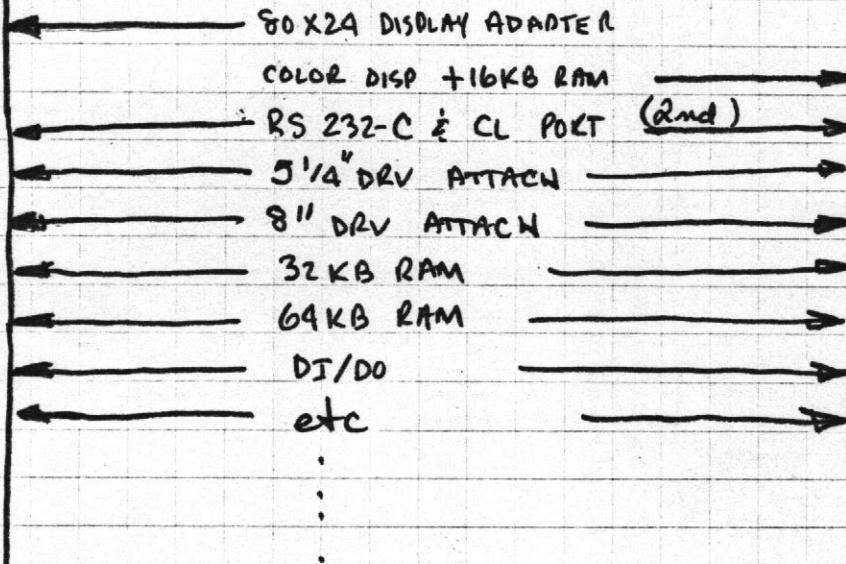 80 X 24 DISPLAY ADAPTER
COLOR DISP +16KB RAM
RS 232-C & CL PORT (2nd)
5 1/4" DRV ATTACH
8" DRV ATTACH
32 KB RAM
64 KB RAM
DI/DO
etc